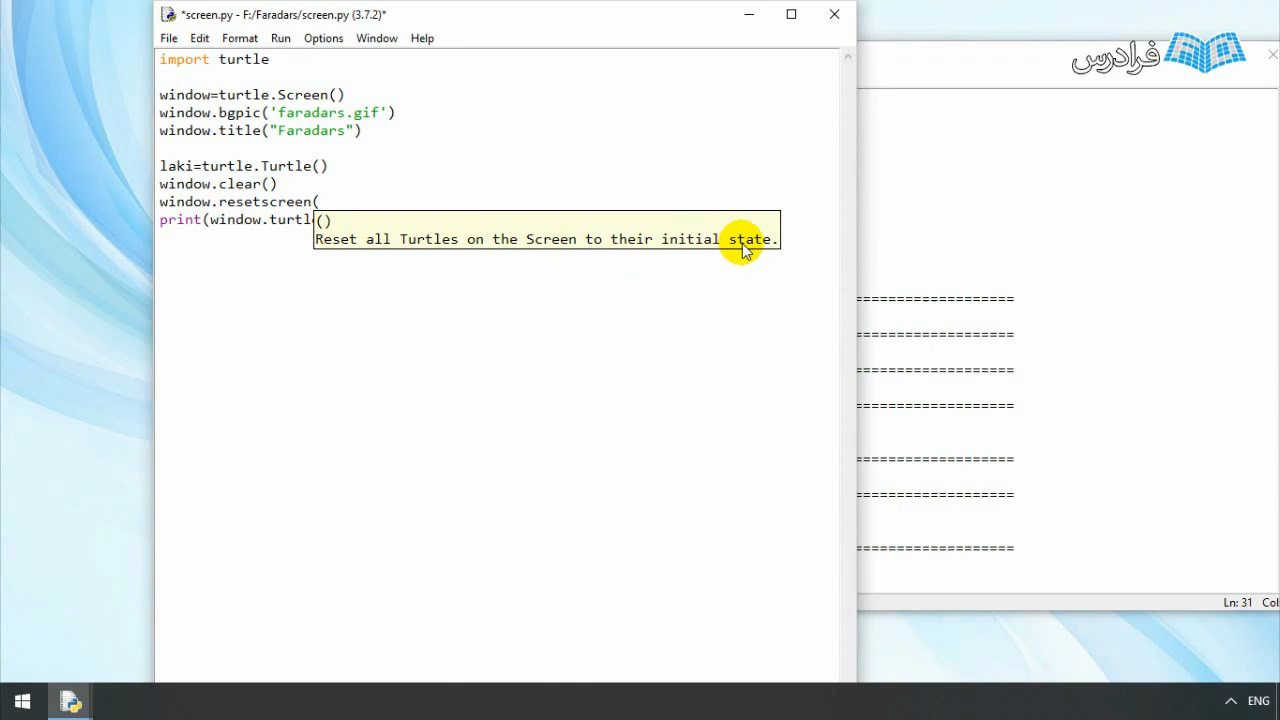 *screen.py - F:/Faradars/screen.py (3.7.2)*
File Edit Format Run Options Window Help
فرادرس
import turtle
window=turtle.Screen()
window.bgpic('faradars.gif')
window.title("Faradars")
laki=turtle.Turtle()
window.clear()
window.resetscreen(
print(window.turtl
()
Reset all Turtles on the Screen to their initial state.
===================
===================
===================
===================
===================
===================
===================
Ln: 31 Col
ENG